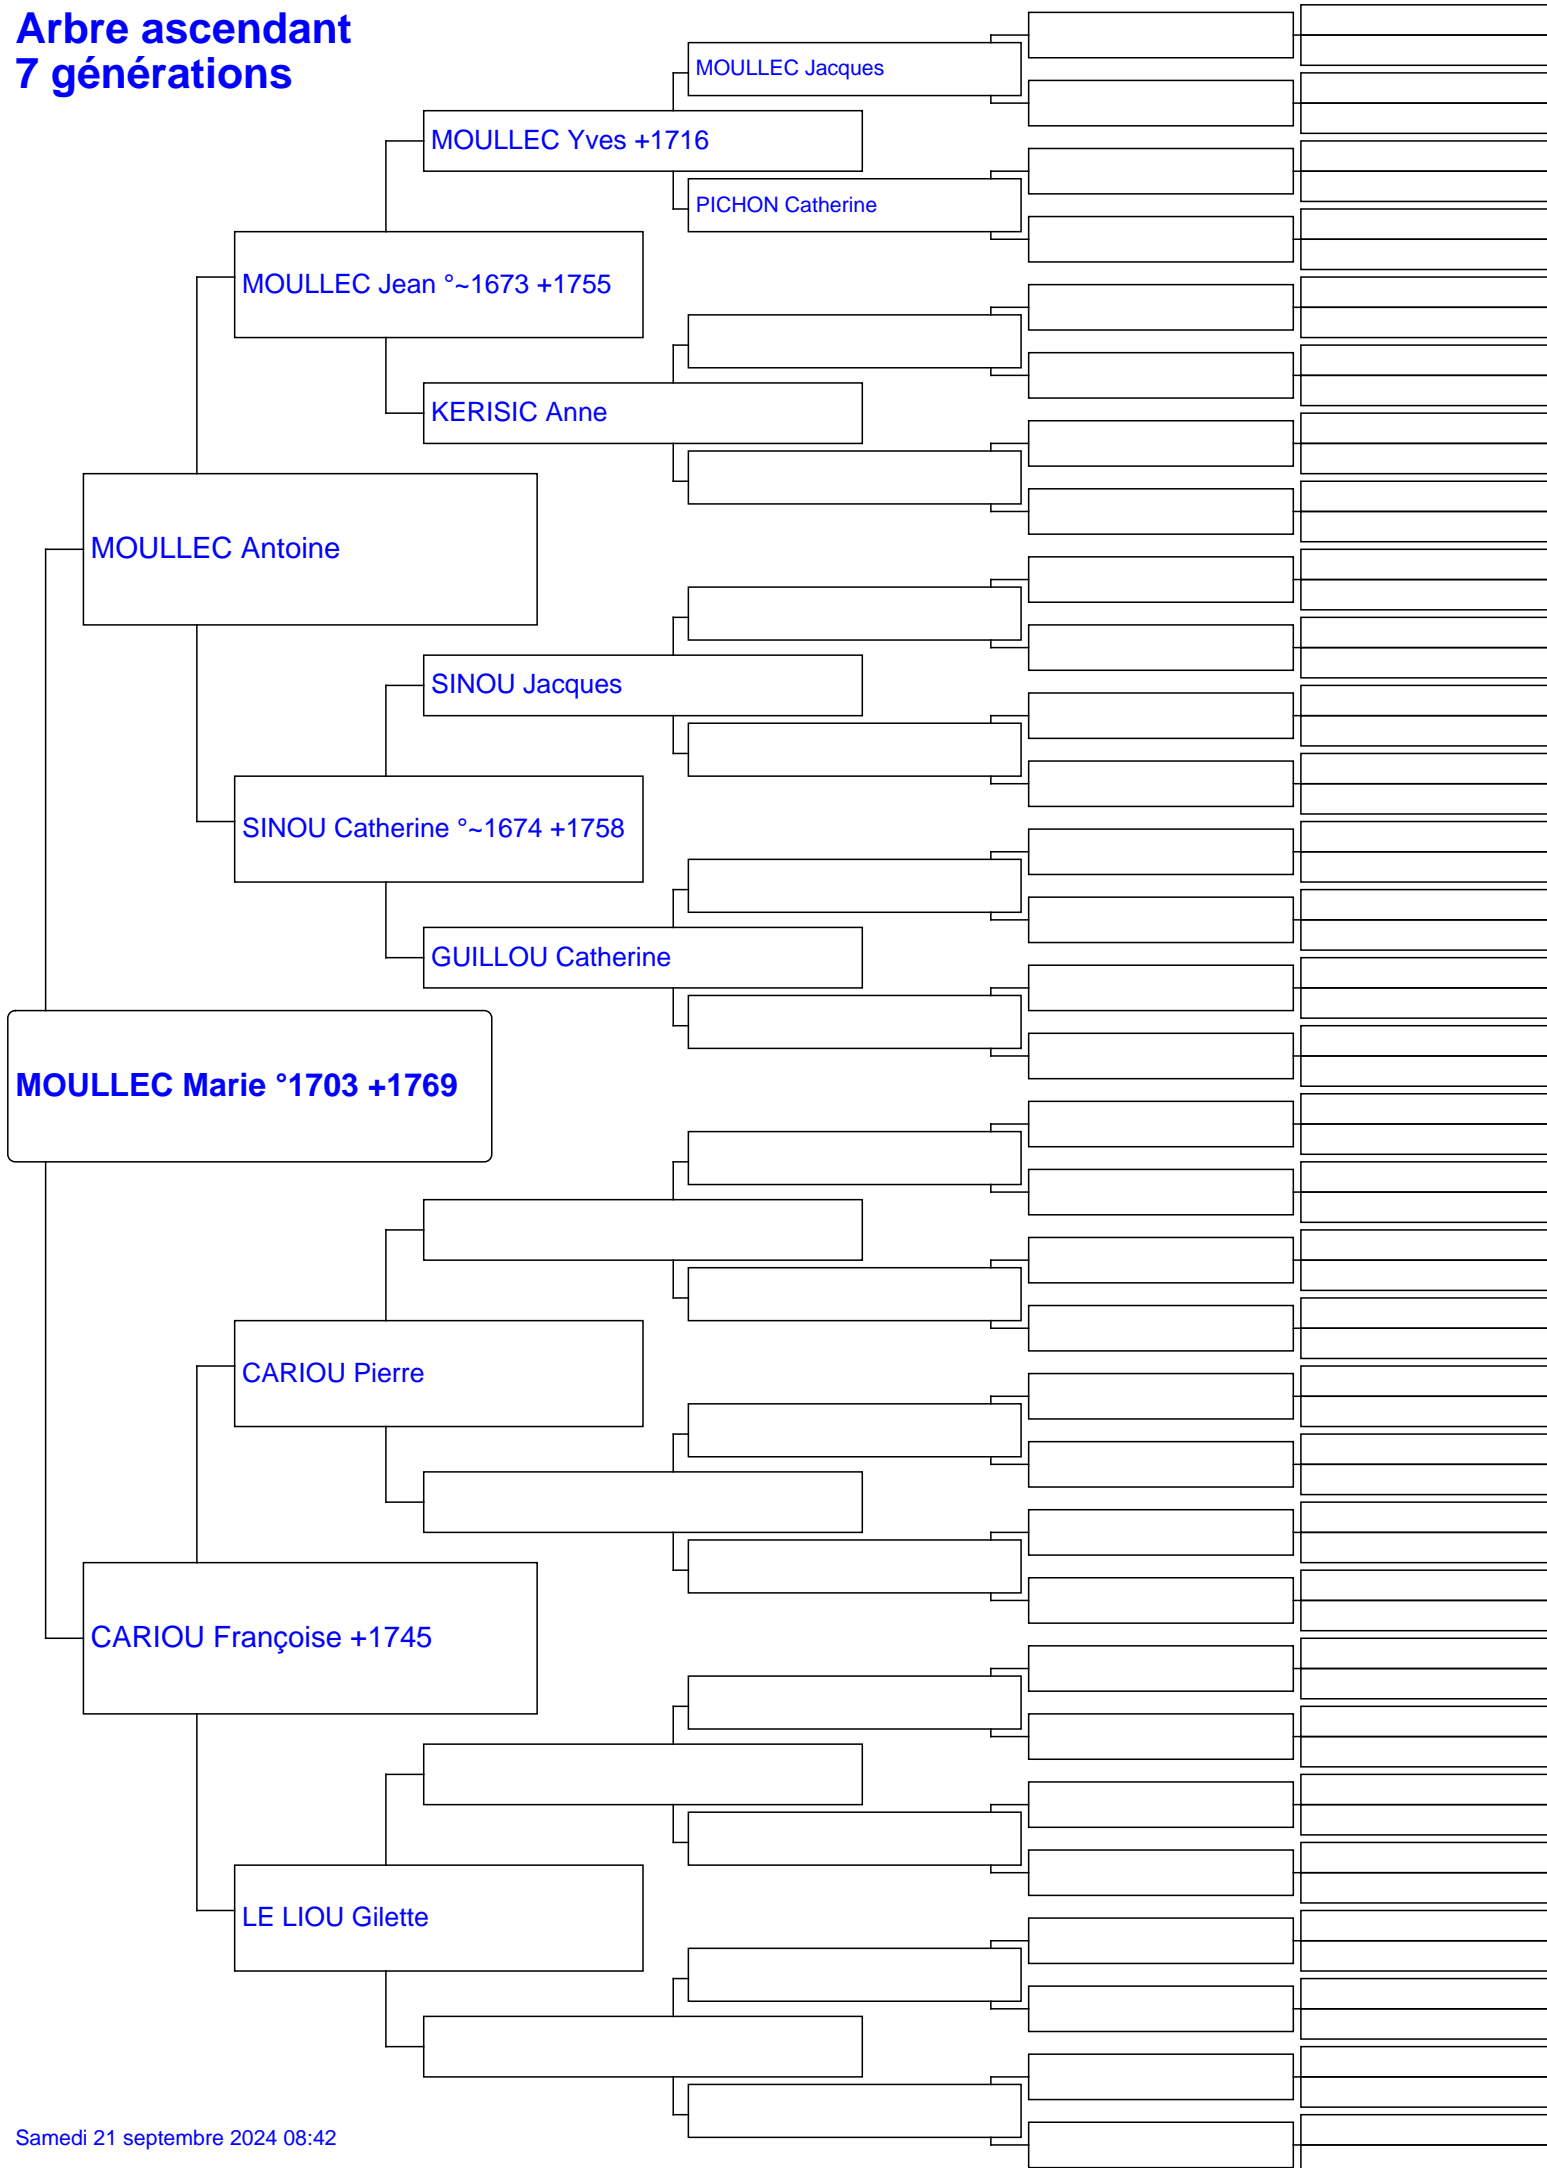 Arbre ascendant
7 générations
MOULLEC Jacques
MOULLEC Yves +1716
PICHON Catherine
MOULLEC Jean °~1673 +1755
KERISIC Anne
MOULLEC Antoine
SINOU Jacques
SINOU Catherine °~1674 +1758
GUILLOU Catherine
MOULLEC Marie °1703 +1769
CARIOU Pierre
CARIOU Françoise +1745
LE LIOU Gilette
Samedi 21 septembre 2024 08:42